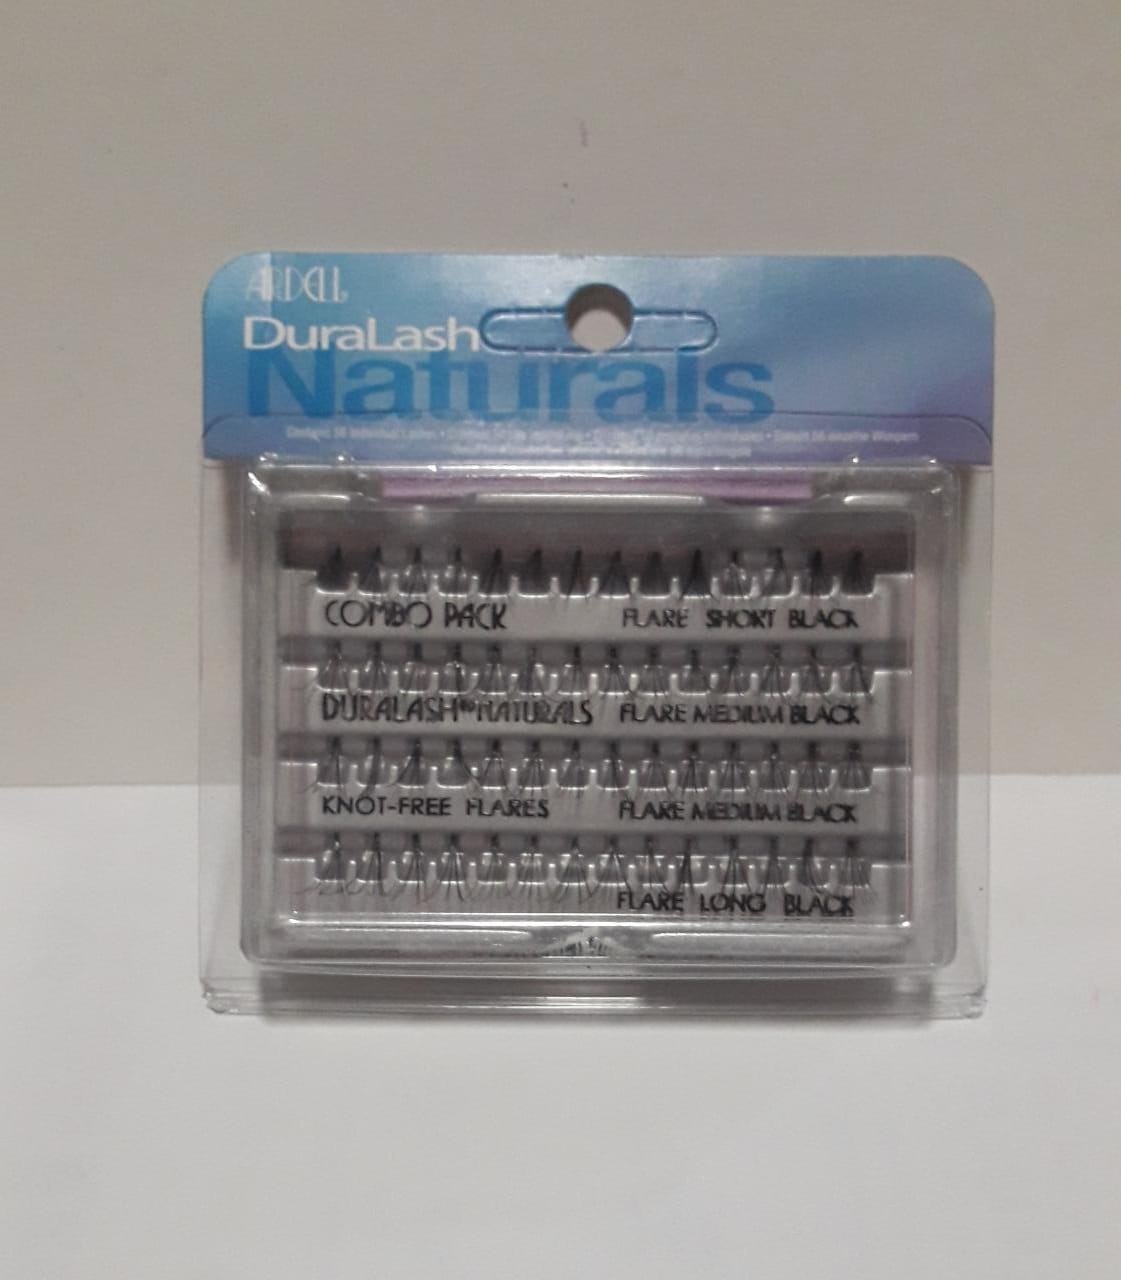 ARDELL
DuraLash
Naturals
COMBO PACK FLARE SHORT BLACK
DURALASH® NATURALS FLARE MEDIUM BLACK
KNOT-FREE FLARES FLARE MEDIUM BLACK
FLARE LONG BLACK